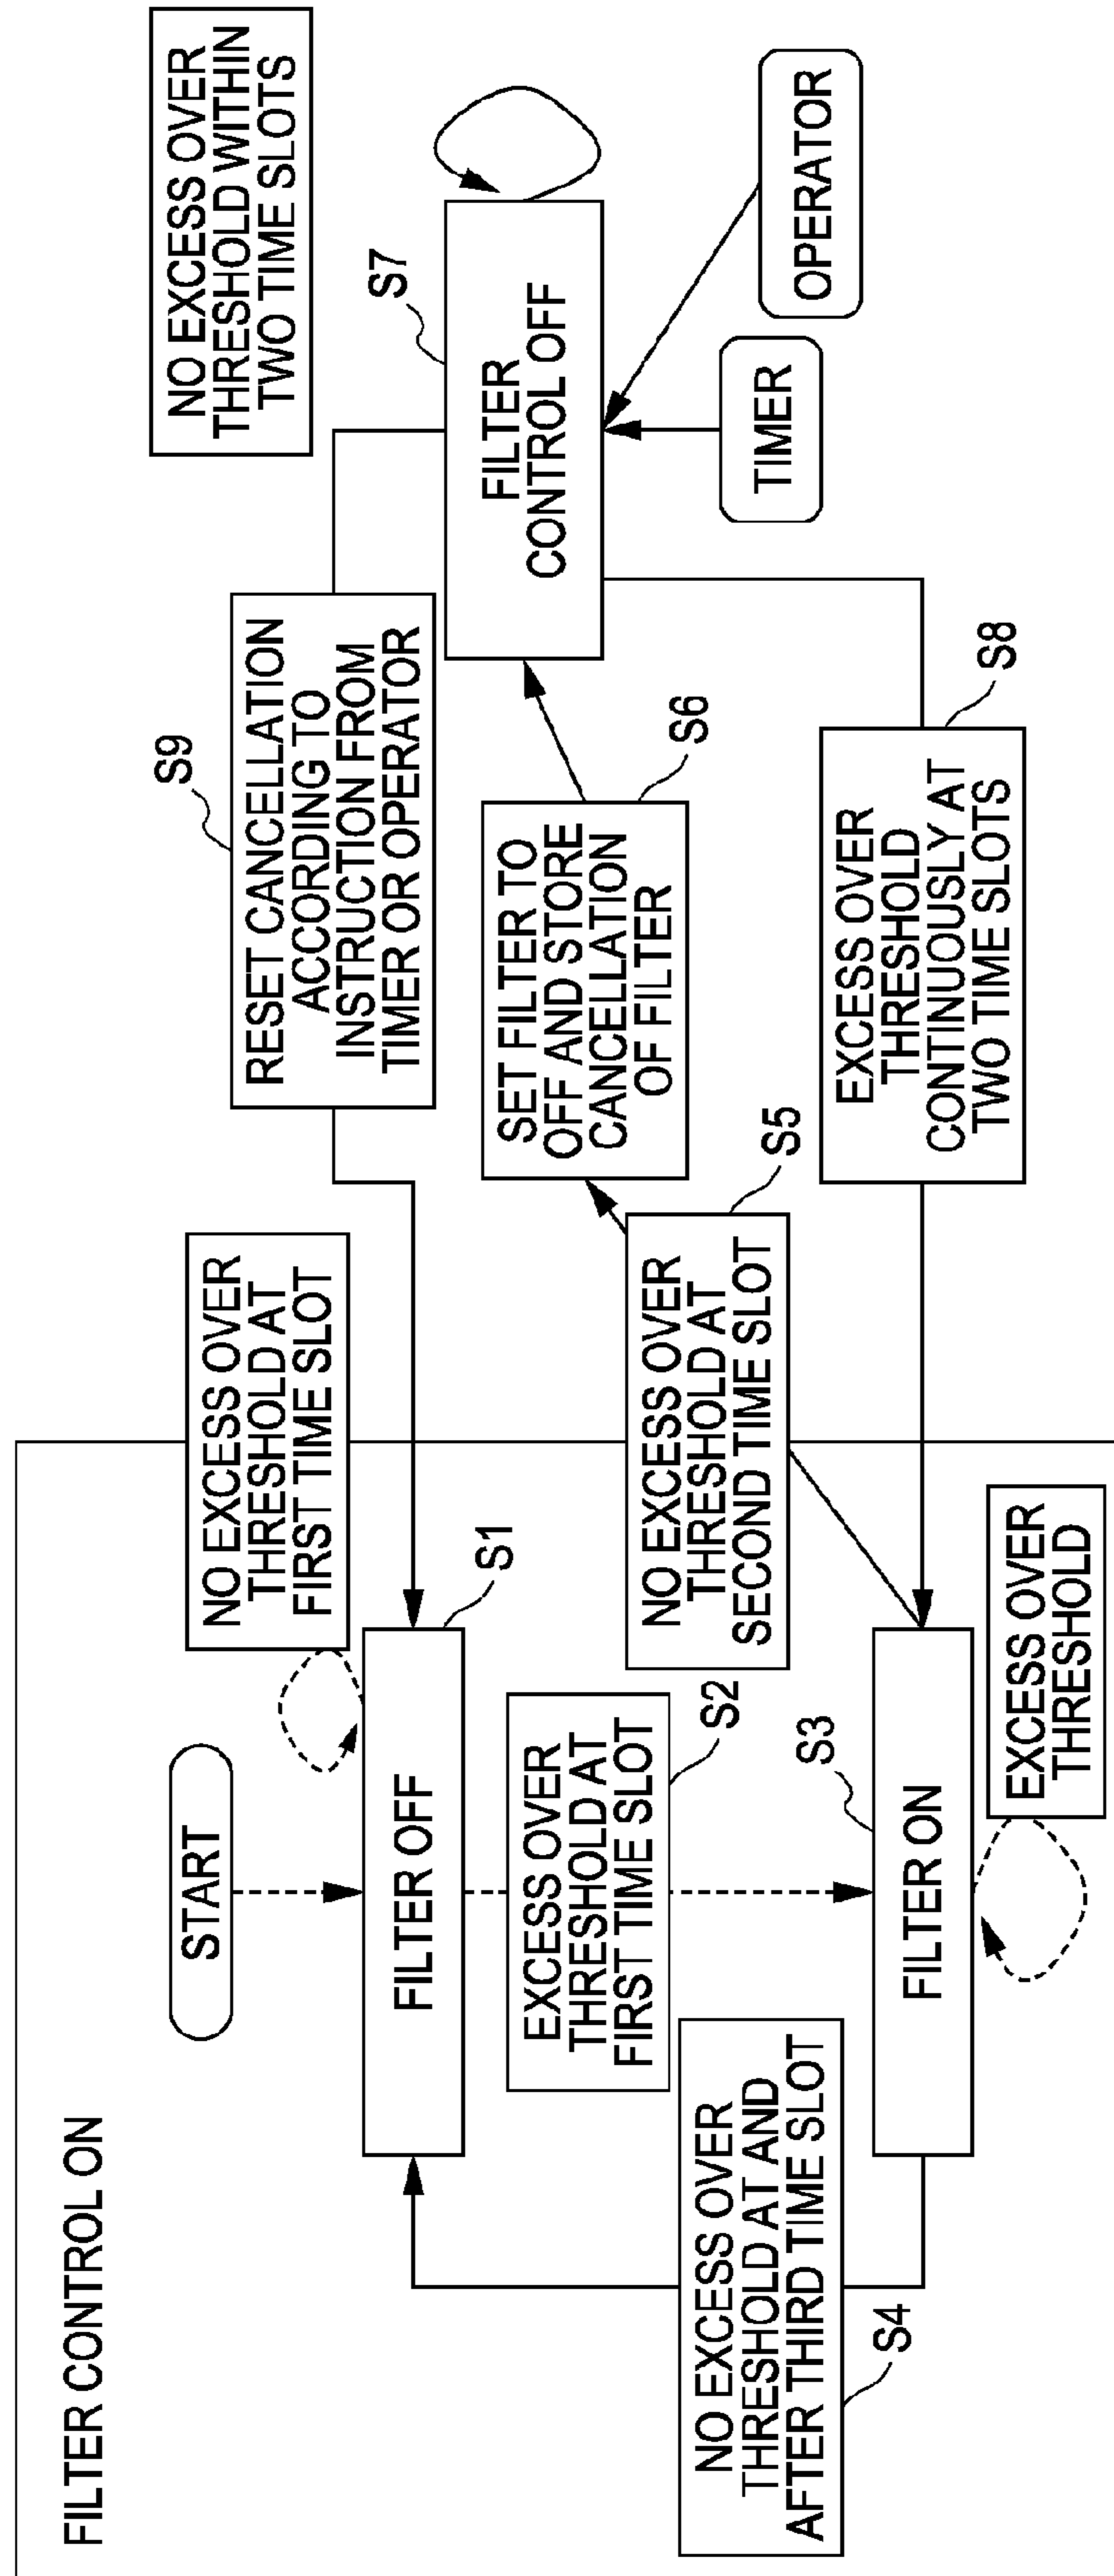 FILTER CONTROL ON
START
NO EXCESS OVER
THRESHOLD AT
FIRST TIME SLOT
FILTER OFF
S1
EXCESS OVER
THRESHOLD AT
FIRST TIME SLOT
S2
NO EXCESS OVER
THRESHOLD AT AND
AFTER THIRD TIME SLOT
S4
FILTER ON
S3
EXCESS OVER
THRESHOLD
NO EXCESS OVER
THRESHOLD AT
SECOND TIME SLOT
S5
SET FILTER TO
OFF AND STORE
CANCELLATION
OF FILTER
S6
RESET CANCELLATION
ACCORDING TO
INSTRUCTION FROM
TIMER OR OPERATOR
S9
EXCESS OVER
THRESHOLD
CONTINUOUSLY AT
TWO TIME SLOTS
S8
FILTER
CONTROL OFF
S7
NO EXCESS OVER
THRESHOLD WITHIN
TWO TIME SLOTS
TIMER
OPERATOR